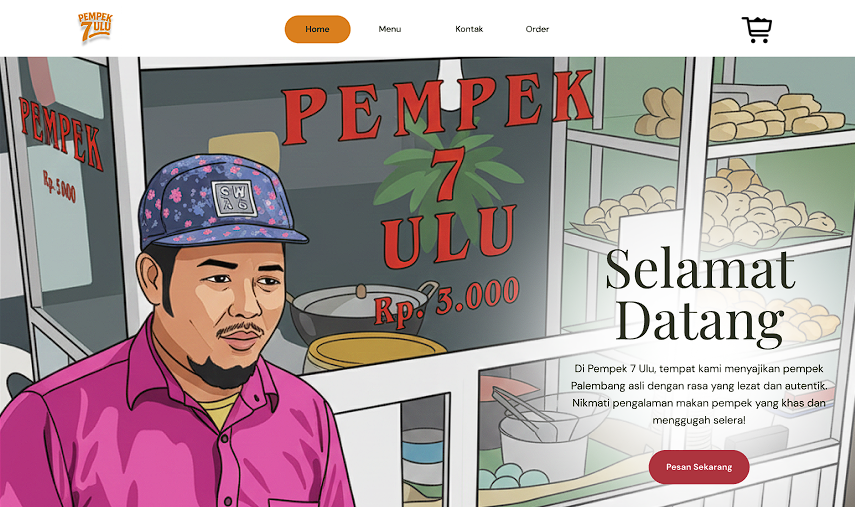 PEMPEK
7 ULU
Home
Menu
Kontak
Order
PEMPEK
Rp. 5.000
PEMPEK
7
ULU
Rp. 3.000
SW
AG
Selamat
Datang
Di Pempek 7 Ulu, tempat kami menyajikan pempek
Palembang asli dengan rasa yang lezat dan autentik.
Nikmati pengalaman makan pempek yang khas dan
menggugah selera!
Pesan Sekarang